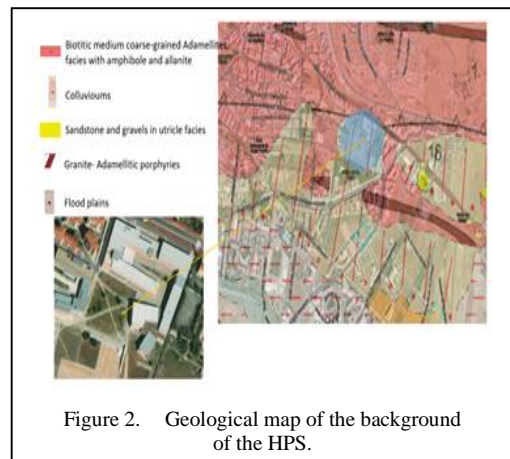 Biotitic medium coarse-grained Adamellites,
facies with amphibole and allanite
Colluvioums
Sandstone and gravels in utricle facies
Granite- Adamellitic porphyries
Flood plains
16
Figure 2. Geological map of the background
of the HPS.